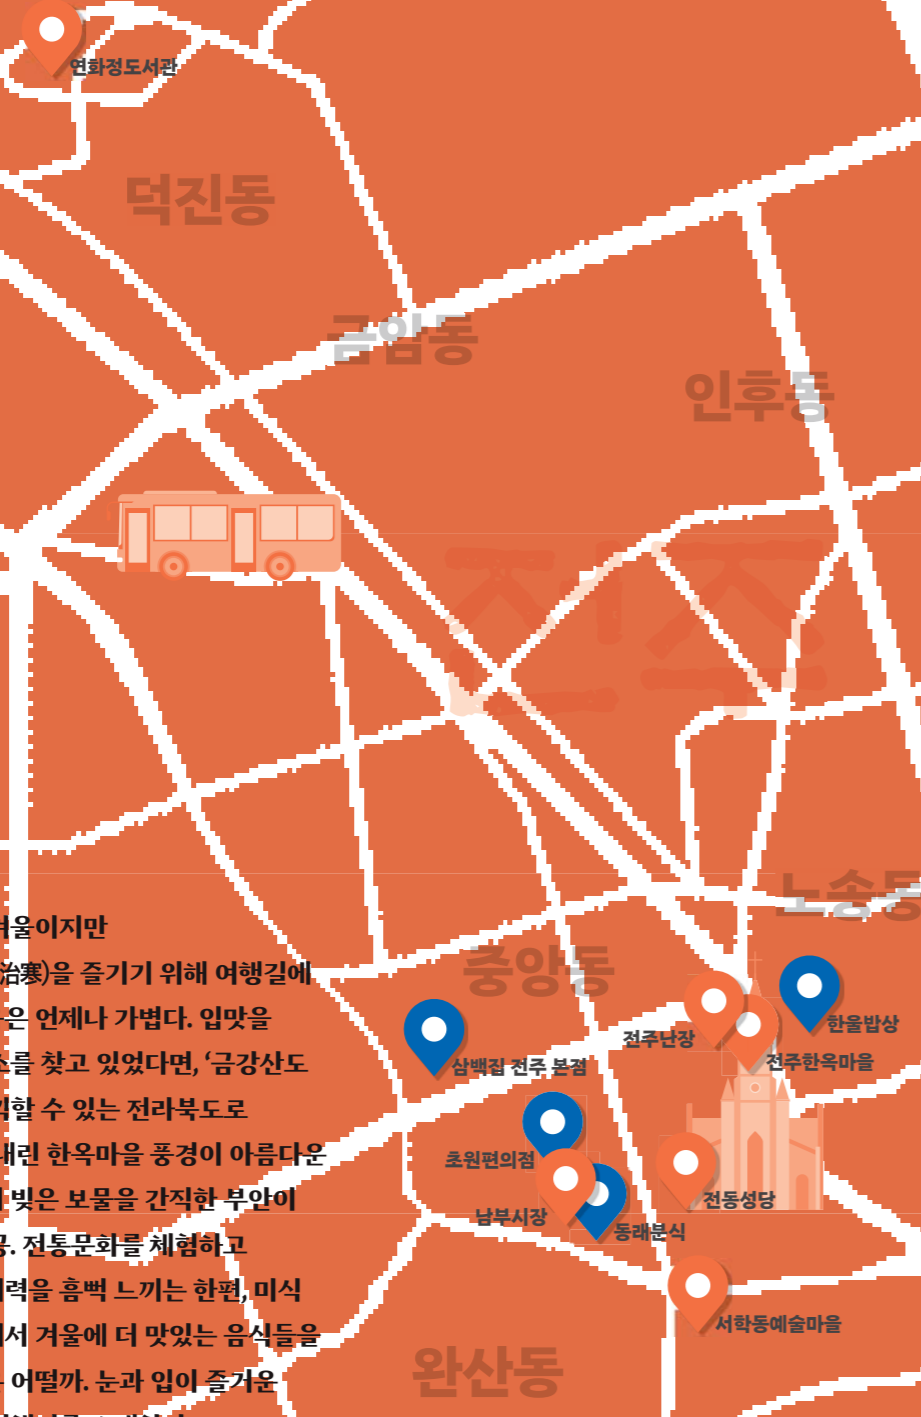 연화정도서관
덕진동
금암동
인후동
전주
노송동
중앙동
한울밥상
전주난장
전주한옥마을
삼백집 전주 본점
초원편의점
전동성당
남부시장
동래분식
서학동예술마을
완산동
겨울이지만
(治寒)을 즐기기 위해 여행길에
은 언제나 가볍다. 입맛을
를 찾고 있었다면, ‘금강산도
할 수 있는 전라북도로
내린 한옥마을 풍경이 아름다운
빚은 보물을 간직한 부안이
. 전통문화를 체험하고
력을 흠뻑 느끼는 한편, 미식
서 겨울에 더 맛있는 음식들을
어떨까. 눈과 입이 즐거운